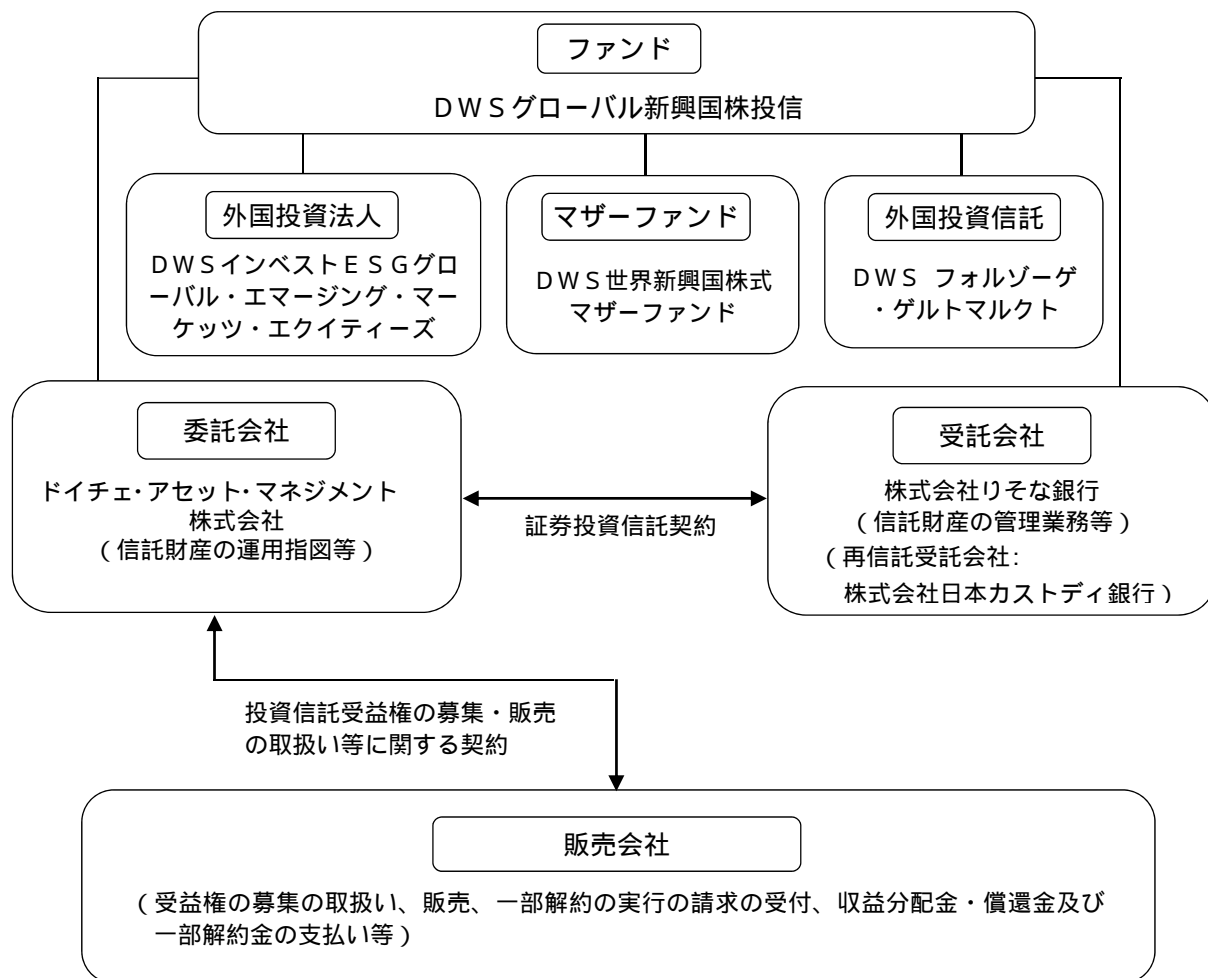 ファンド
DWSグローバル新興国株投信
外国投資法人
DWSインベストESGグロ
ーバル・エマージング・マー
ケッツ・エクイティーズ
マザーファンド
DWS世界新興国株式
マザーファンド
外国投資信託
DWS フォルゾーゲ
・ゲルトマルクト
委託会社
ドイチェ・アセット・マネジメント
株式会社
(信託財産の運用指図等)
証券投資信託契約
受託会社
株式会社りそな銀行
(信託財産の管理業務等)
(再信託受託会社:
株式会社日本カストディ銀行)
投資信託受益権の募集・販売
の取扱い等に関する契約
販売会社
(受益権の募集の取扱い、販売、一部解約の実行の請求の受付、収益分配金・償還金及び
一部解約金の支払い等)